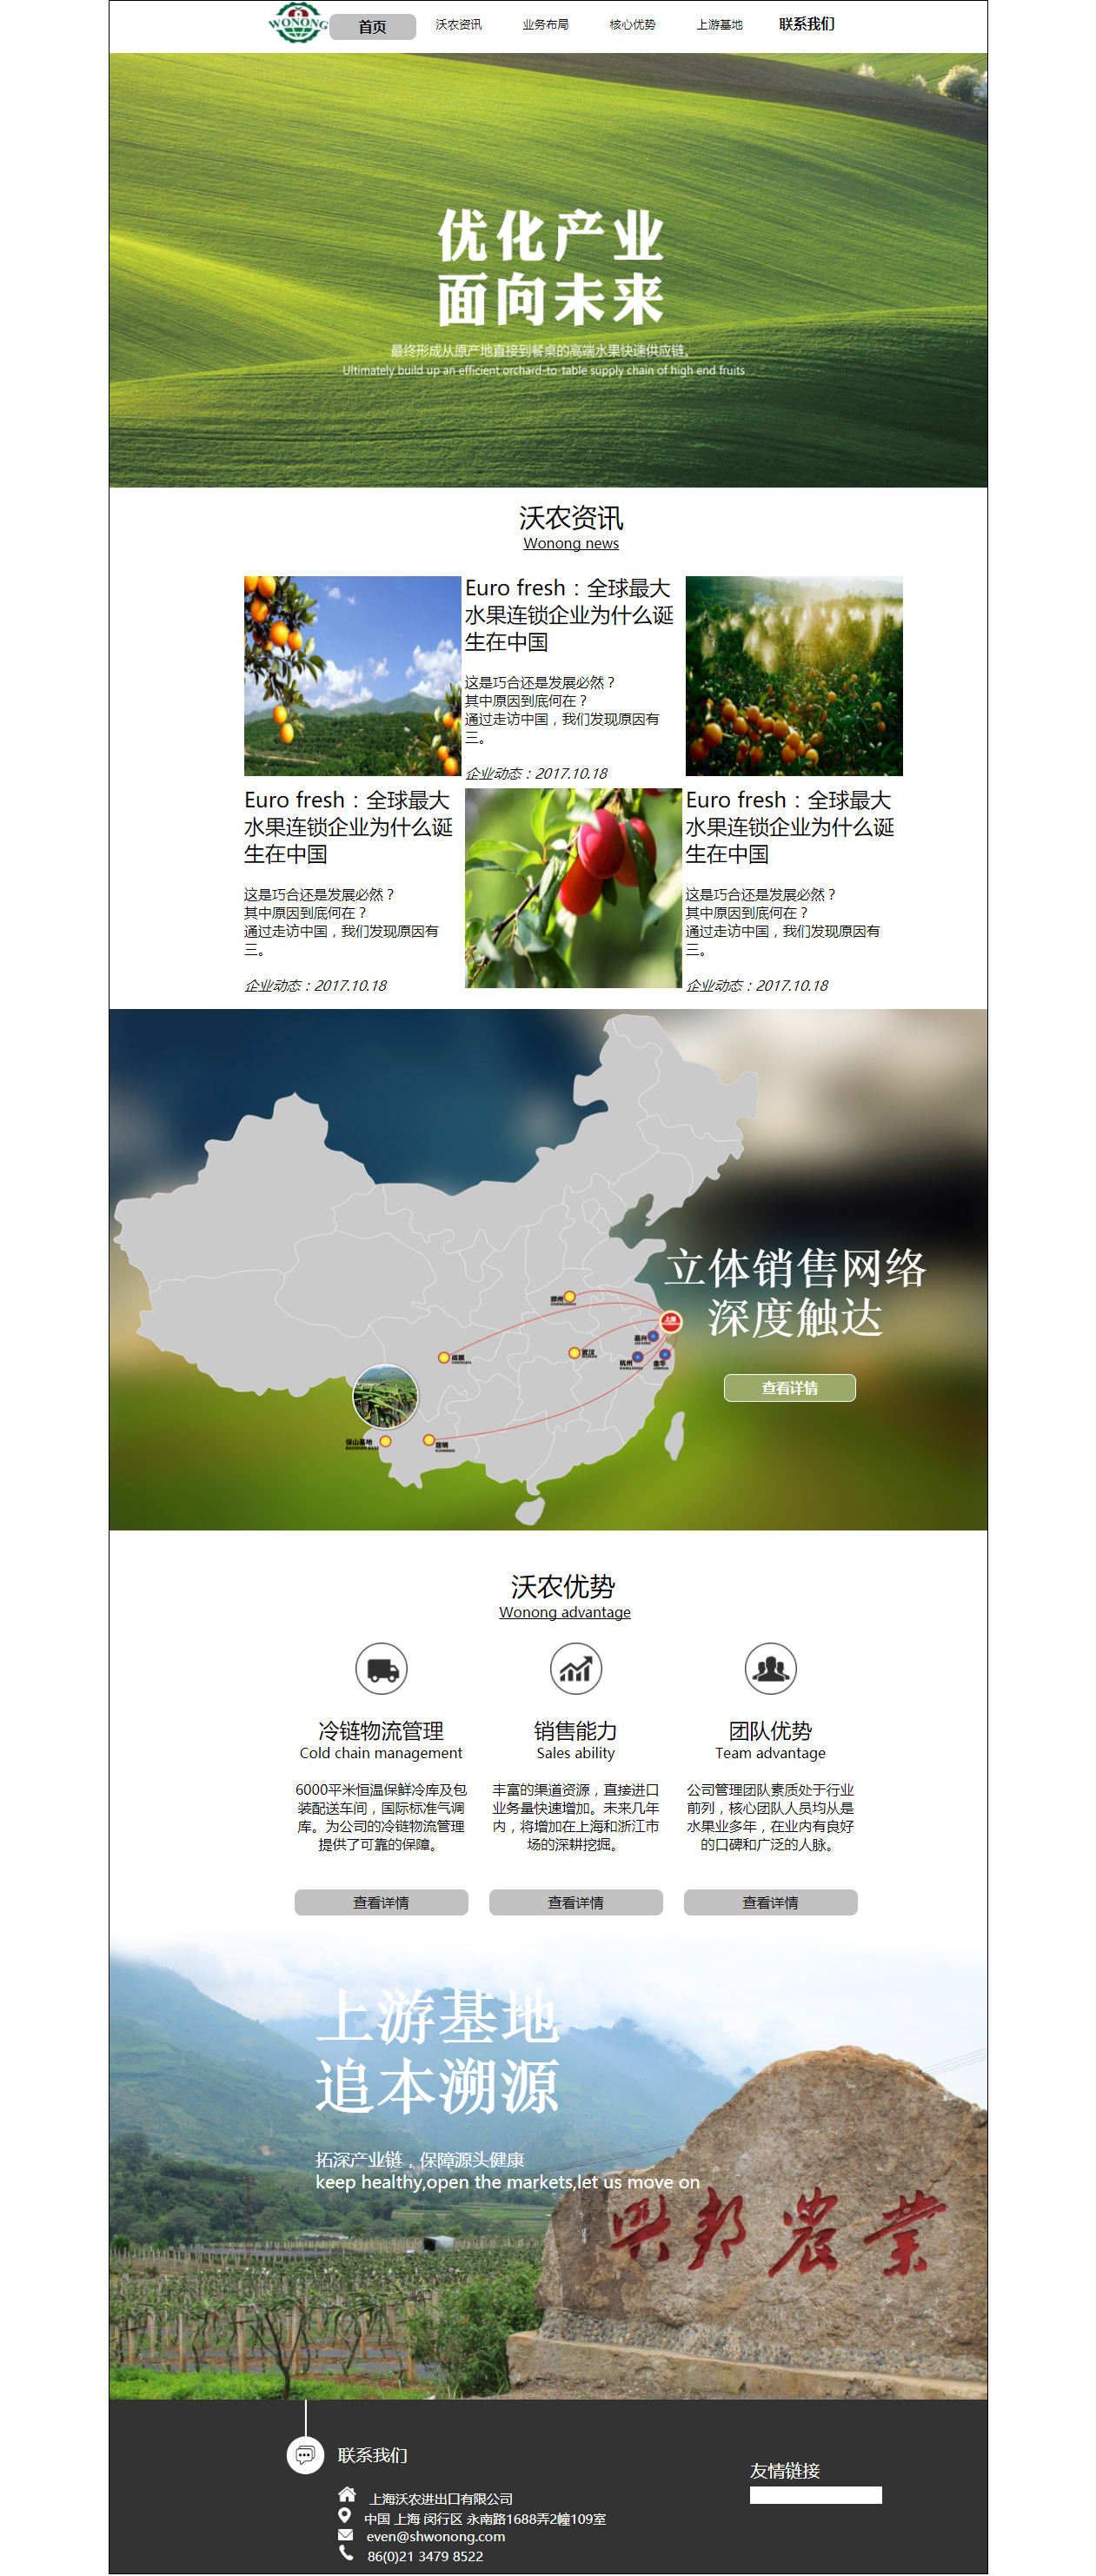 WONONG
首页
沃农资讯
业务布局
核心优势
上游基地
联系我们
优化产业
面向未来
最终形成从原产地直接到餐桌的高端水果快速供应链。
Ultimately build up an efficient orchard-to-table supply chain of high end fruits
沃农资讯
Wonong news
Euro fresh：全球最大
水果连锁企业为什么诞
生在中国
这是巧合还是发展必然？
其中原因到底何在？
通过走访中国，我们发现原因有
三。
企业动态：2017.10.18
Euro fresh：全球最大
水果连锁企业为什么诞
生在中国
这是巧合还是发展必然？
其中原因到底何在？
通过走访中国，我们发现原因有
三。
企业动态：2017.10.18
Euro fresh：全球最大
水果连锁企业为什么诞
生在中国
这是巧合还是发展必然？
其中原因到底何在？
通过走访中国，我们发现原因有
三。
企业动态：2017.10.18
郑州
上海
嘉兴
武汉
杭州
金华
成都
保山基地
昆明
立体销售网络
深度触达
查看详情
沃农优势
Wonong advantage
冷链物流管理
Cold chain management
6000平米恒温保鲜冷库及包
装配送车间，国际标准气调
库。为公司的冷链物流管理
提供了可靠的保障。
查看详情
销售能力
Sales ability
丰富的渠道资源，直接进口
业务量快速增加。未来几年
内，将增加在上海和浙江市
场的深耕挖掘。
查看详情
团队优势
Team advantage
公司管理团队素质处于行业
前列，核心团队人员均从是
水果业多年，在业内有良好
的口碑和广泛的人脉。
查看详情
上游基地
追本溯源
拓深产业链，保障源头健康
keep healthy,open the markets,let us move on
兴邦農業
联系我们
上海沃农进出口有限公司
中国 上海 闵行区 永南路1688弄2幢109室
even@shwonong.com
86(0)21 3479 8522
友情链接